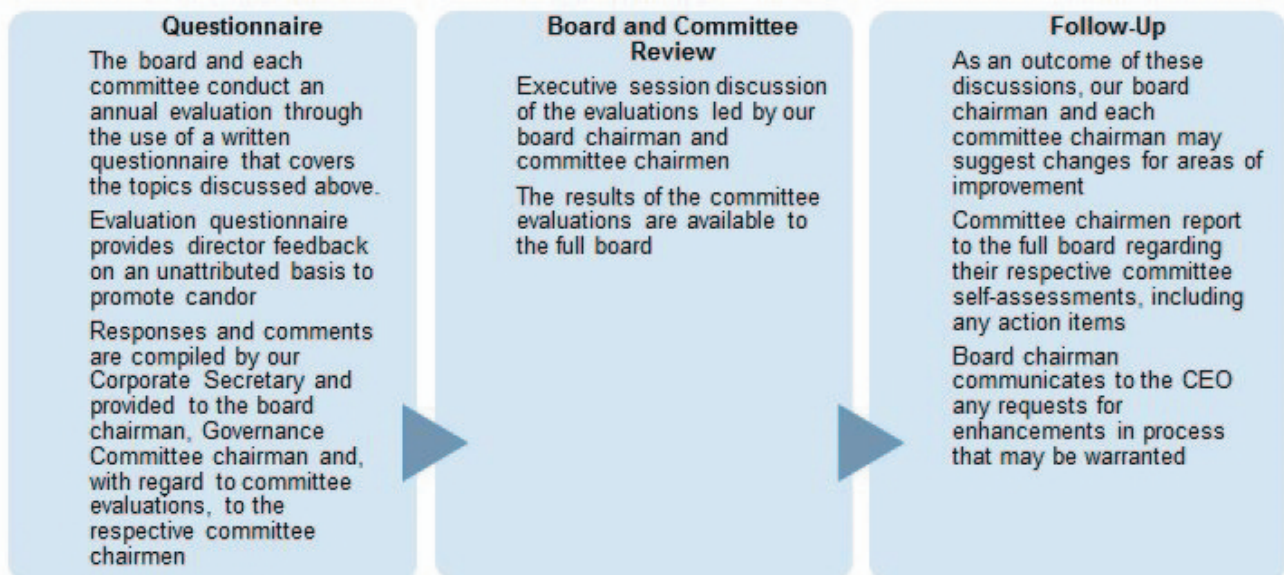 Questionnaire
The board and each
committee conduct an
annual evaluation through
the use of a written
questionnaire that covers
the topics discussed above.
Evaluation questionnaire
provides director feedback
on an unattributed basis to
promote candor
Responses and comments
are compiled by our
Corporate Secretary and
provided to the board
chairman, Governance
Committee chairman and,
with regard to committee
evaluations, to the
respective committee
chairmen
Board and Committee
Review
Executive session discussion
of the evaluations led by our
board chairman and
committee chairmen
The results of the committee
evaluations are available to
the full board
Follow-Up
As an outcome of these
discussions, our board
chairman and each
committee chairman may
suggest changes for areas of
improvement
Committee chairmen report
to the full board regarding
their respective committee
self-assessments, including
any action items
Board chairman
communicates to the CEO
any requests for
enhancements in process
that may be warranted